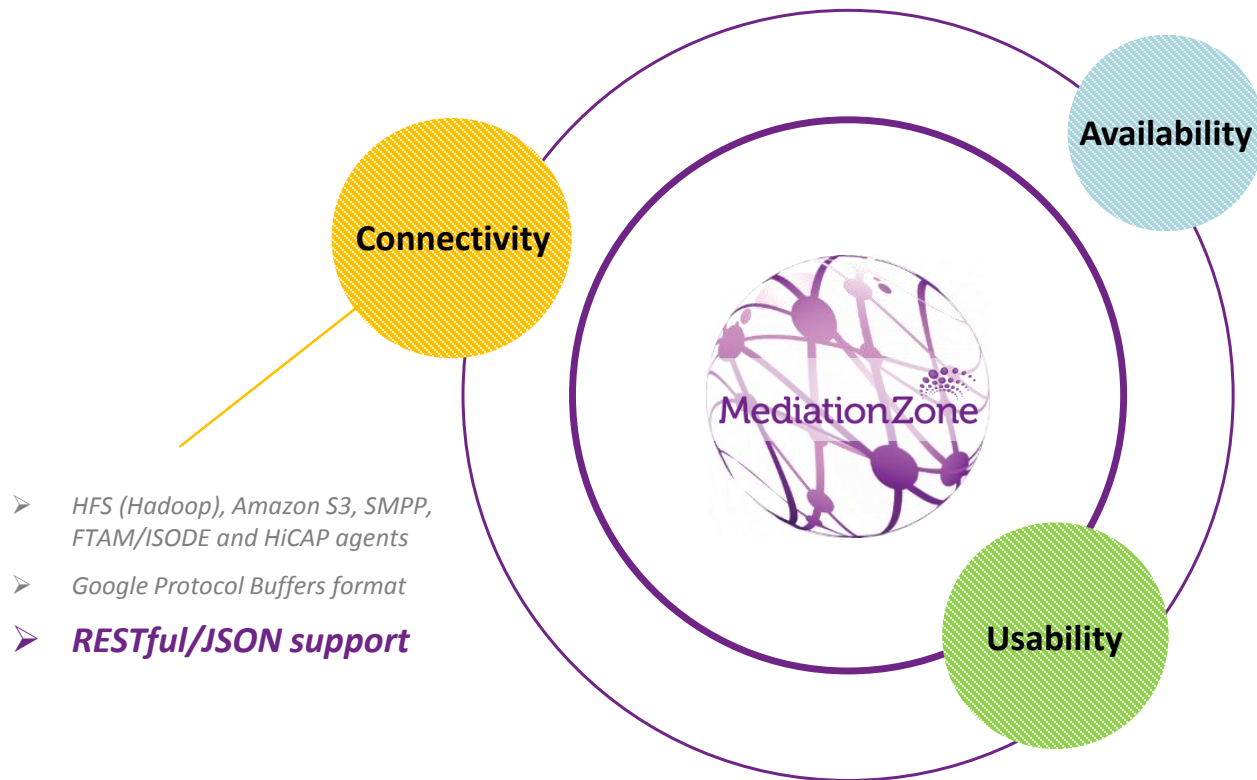 Availability
Connectivity
MediationZone
➢ HFS (Hadoop), Amazon S3, SMPP,
FTAM/ISODE and HiCAP agents
➢ Google Protocol Buffers format
➢ RESTful/JSON support
Usability